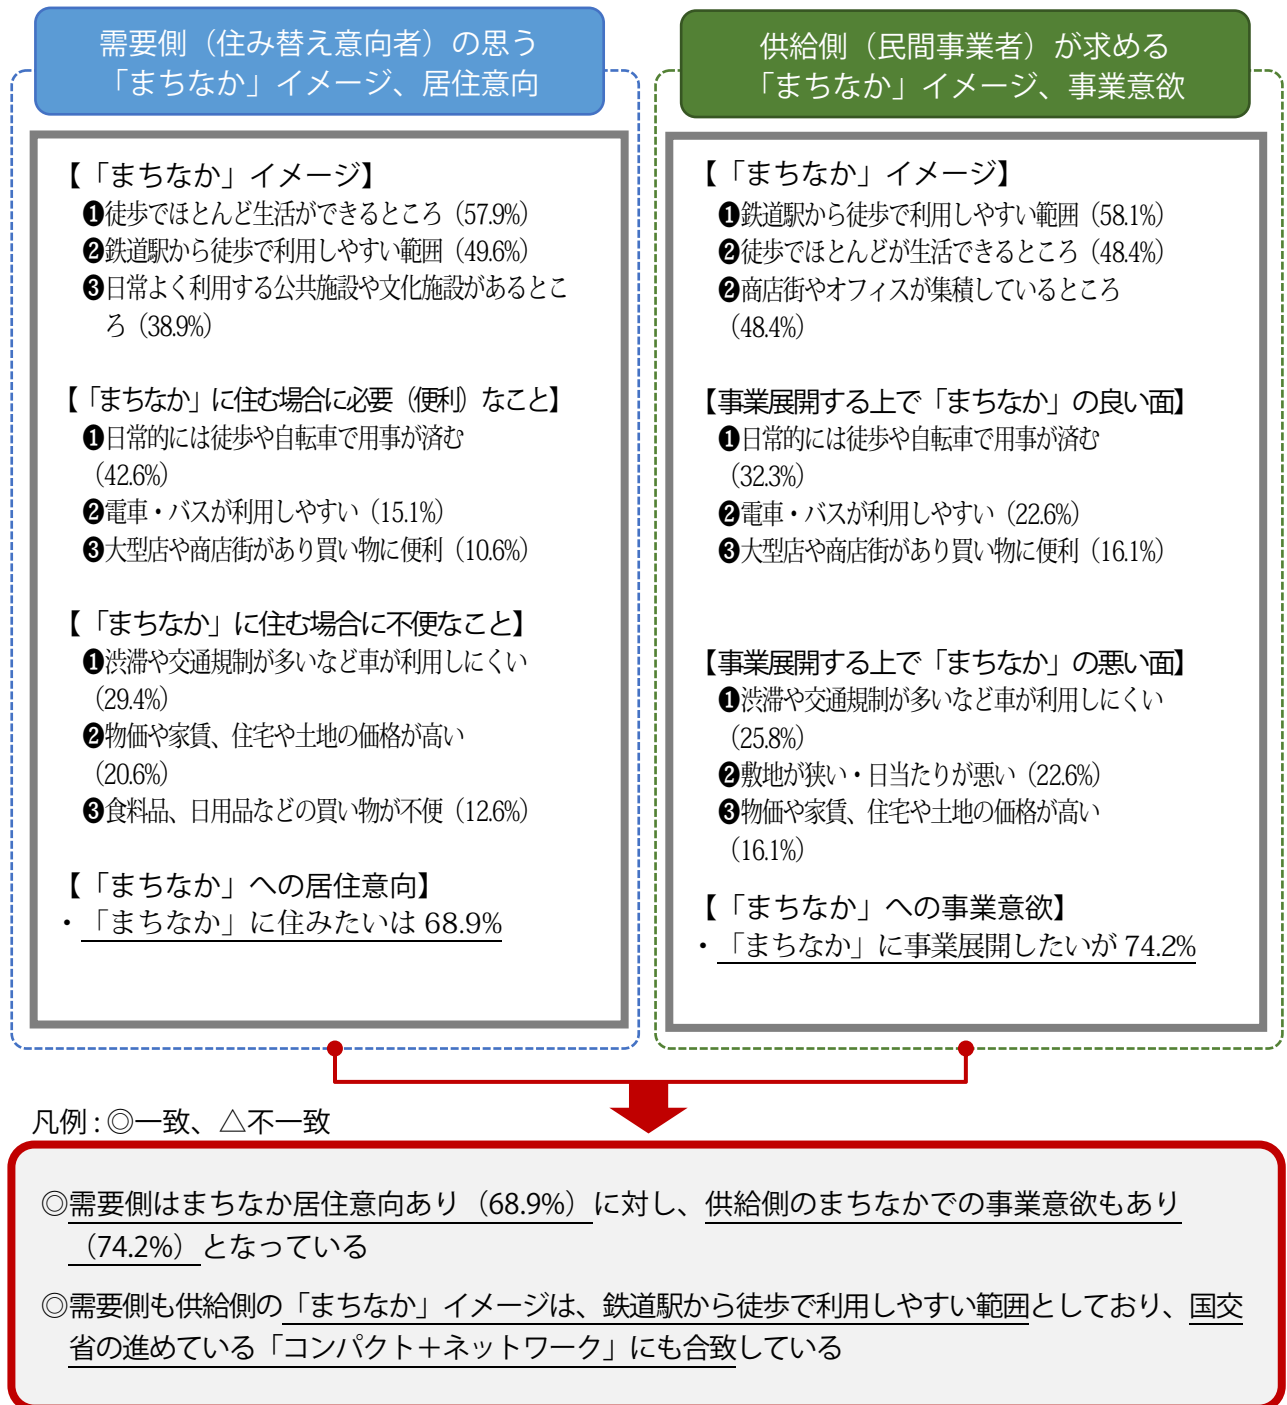 需要側（住み替え意向者）の思う
「まちなか」イメージ、居住意向
【「まちなか」イメージ】
❶徒歩でほとんど生活ができるところ（57.9%）
❷鉄道駅から徒歩で利用しやすい範囲（49.6%）
❸日常よく利用する公共施設や文化施設があるとこ
ろ（38.9%）
【「まちなか」に住む場合に必要（便利）なこと】
❶日常的には徒歩や自転車で用事が済む
（42.6%）
❷電車・バスが利用しやすい（15.1%）
❸大型店や商店街があり買い物に便利（10.6%）
【「まちなか」に住む場合に不便なこと】
❶渋滞や交通規制が多いなど車が利用しにくい
（29.4%）
❷物価や家賃、住宅や土地の価格が高い
（20.6%）
❸食料品、日用品などの買い物が不便（12.6%）
【「まちなか」への居住意向】
・「まちなか」に住みたいは 68.9%
供給側（民間事業者）が求める
「まちなか」イメージ、事業意欲
【「まちなか」イメージ】
❶鉄道駅から徒歩で利用しやすい範囲（58.1%）
❷徒歩でほとんどが生活できるところ（48.4%）
❷商店街やオフィスが集積しているところ
（48.4%）
【事業展開する上で「まちなか」の良い面】
❶日常的には徒歩や自転車で用事が済む
（32.3%）
❷電車・バスが利用しやすい（22.6%）
❸大型店や商店街があり買い物に便利（16.1%）
【事業展開する上で「まちなか」の悪い面】
❶渋滞や交通規制が多いなど車が利用しにくい
（25.8%）
❷敷地が狭い・日当たりが悪い（22.6%）
❸物価や家賃、住宅や土地の価格が高い
（16.1%）
【「まちなか」への事業意欲】
・「まちなか」に事業展開したいが 74.2%
凡例：◎一致、△不一致
◎需要側はまちなか居住意向あり（68.9%）に対し、供給側のまちなかでの事業意欲もあり
（74.2%）となっている
◎需要側も供給側の「まちなか」イメージは、鉄道駅から徒歩で利用しやすい範囲としており、国交
省の進めている「コンパクト＋ネットワーク」にも合致している